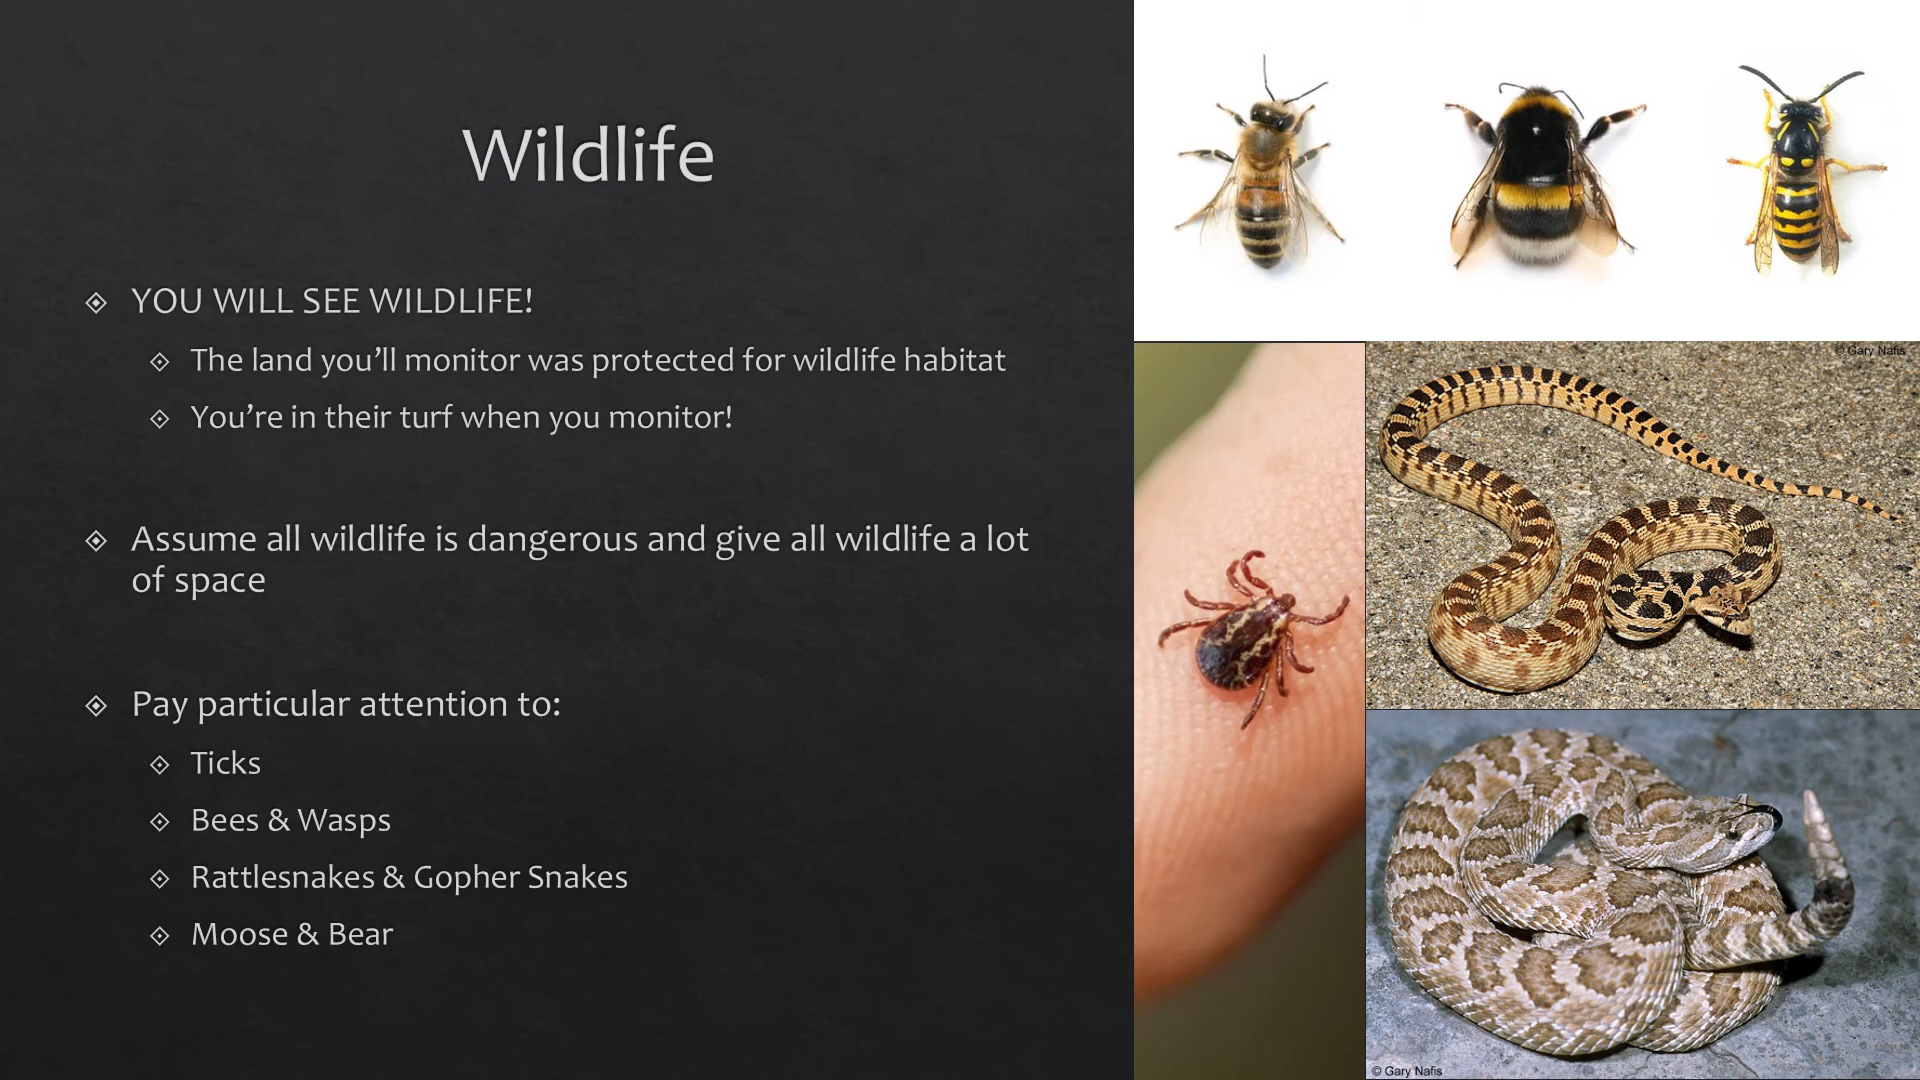 Wildlife
YOU WILL SEE WILDLIFE!
The land you’ll monitor was protected for wildlife habitat
You’re in their turf when you monitor!
Assume all wildlife is dangerous and give all wildlife a lot
of space
Pay particular attention to:
Ticks
Bees & Wasps
Rattlesnakes & Gopher Snakes
Moose & Bear
© Gary Nafis
© Gary Nafis